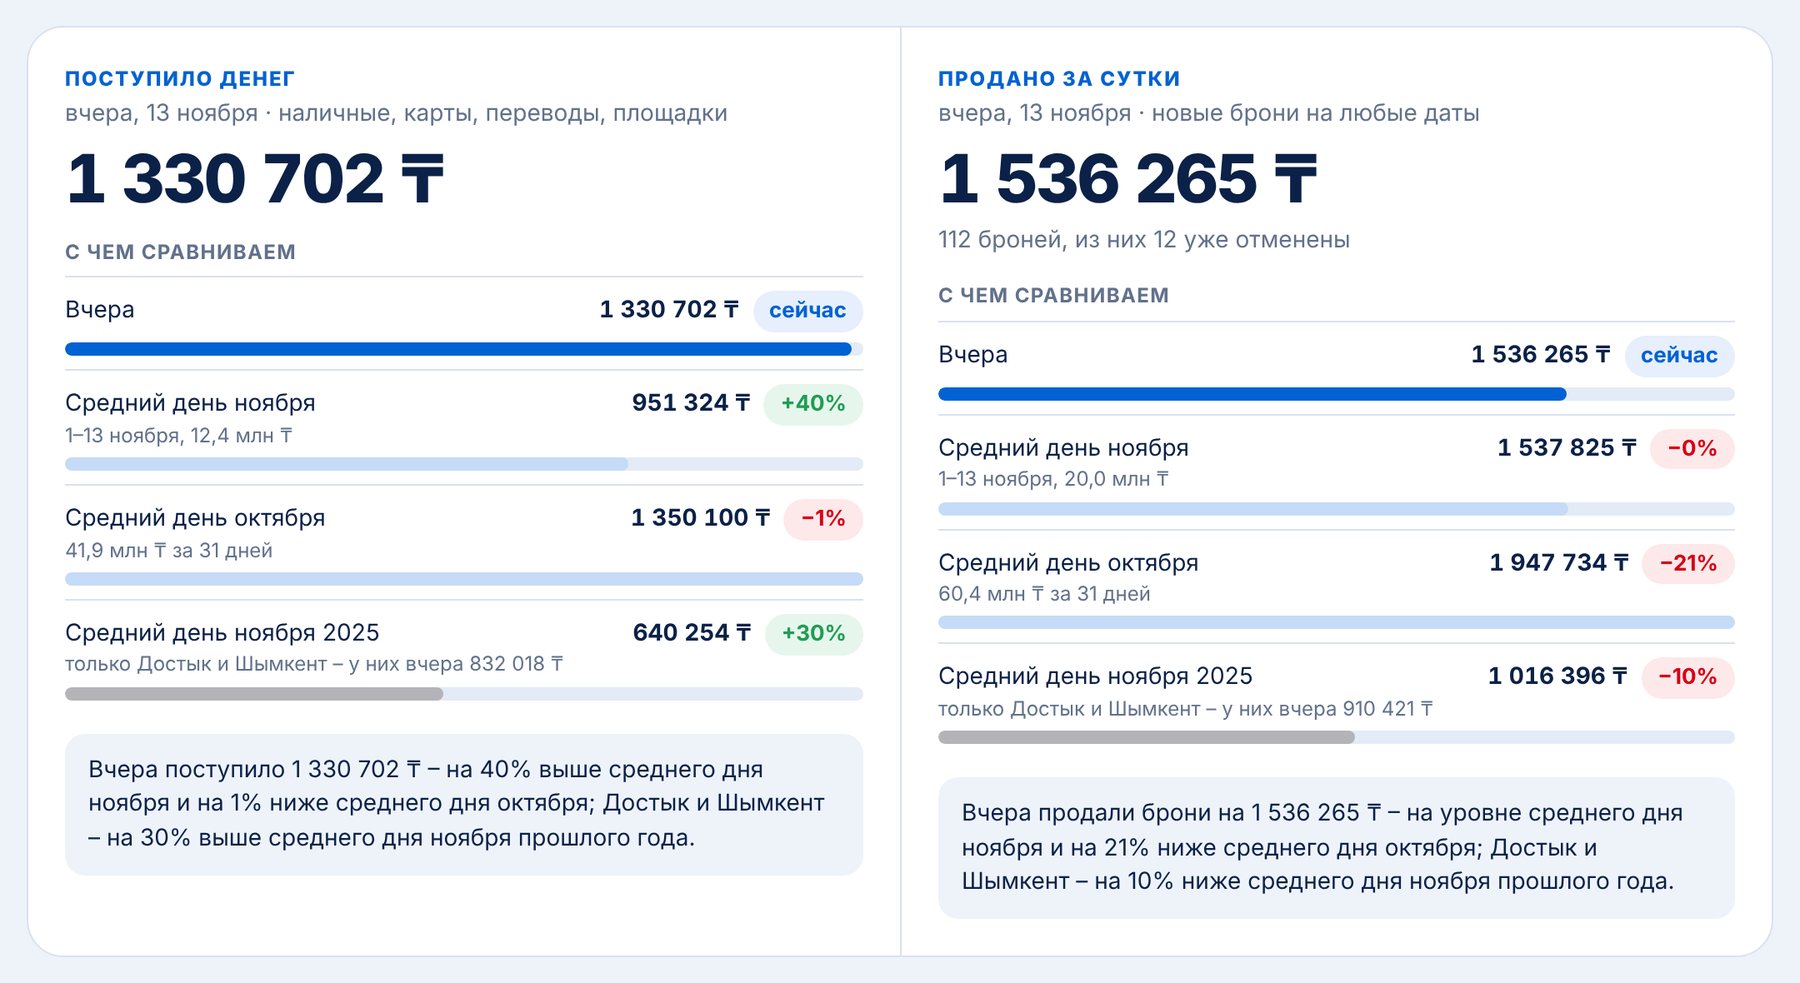 ПОСТУПИЛО ДЕНЕГ
вчера, 13 ноября · наличные, карты, переводы, площадки
1 330 702 ₸
С ЧЕМ СРАВНИВАЕМ
Вчера 1 330 702 ₸ сейчас
Средний день ноября 951 324 ₸ +40%
1–13 ноября, 12,4 млн ₸
Средний день октября 1 350 100 ₸ −1%
41,9 млн ₸ за 31 дней
Средний день ноября 2025 640 254 ₸ +30%
только Достык и Шымкент – у них вчера 832 018 ₸
Вчера поступило 1 330 702 ₸ – на 40% выше среднего дня
ноября и на 1% ниже среднего дня октября; Достык и Шымкент
– на 30% выше среднего дня ноября прошлого года.
ПРОДАНО ЗА СУТКИ
вчера, 13 ноября · новые брони на любые даты
1 536 265 ₸
112 броней, из них 12 уже отменены
С ЧЕМ СРАВНИВАЕМ
Вчера 1 536 265 ₸ сейчас
Средний день ноября 1 537 825 ₸ −0%
1–13 ноября, 20,0 млн ₸
Средний день октября 1 947 734 ₸ −21%
60,4 млн ₸ за 31 дней
Средний день ноября 2025 1 016 396 ₸ −10%
только Достык и Шымкент – у них вчера 910 421 ₸
Вчера продали брони на 1 536 265 ₸ – на уровне среднего дня
ноября и на 21% ниже среднего дня октября; Достык и
Шымкент – на 10% ниже среднего дня ноября прошлого года.